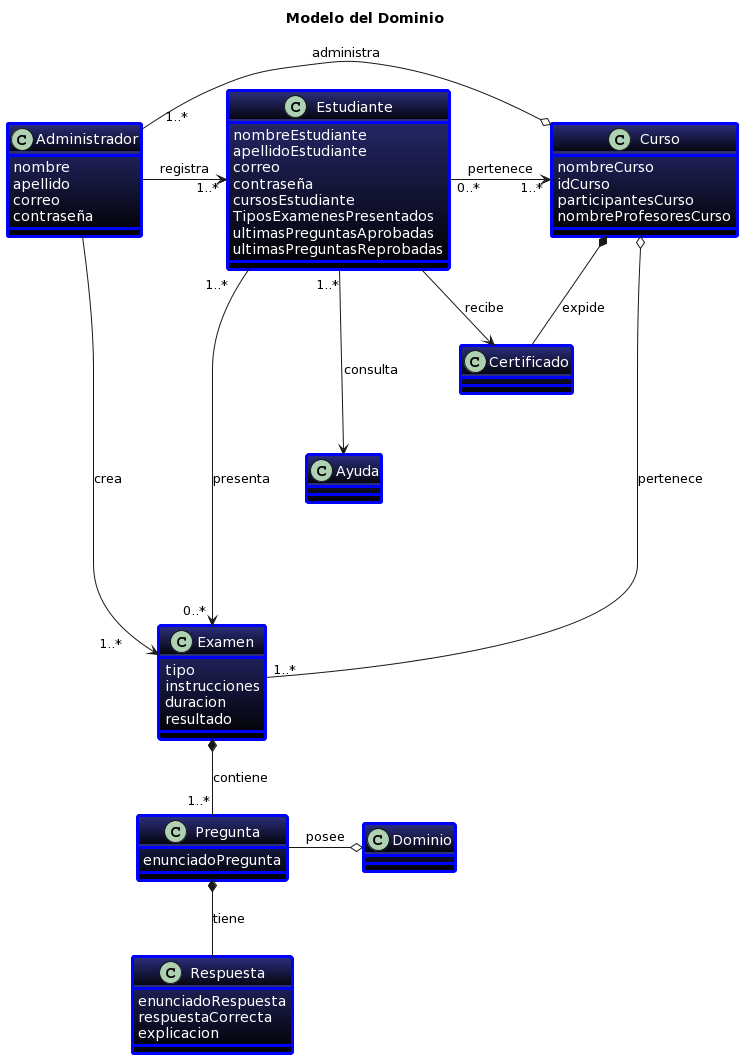 Modelo del Dominio
administra
1..*
C Administrador
nombre
apellido
correo
contraseña
registra
1..*
C Estudiante
nombreEstudiante
apellidoEstudiante
correo
contraseña
cursosEstudiante
TiposExamenesPresentados
ultimasPreguntasAprobadas
ultimasPreguntasReprobadas
pertenece
0..*
1..*
C Curso
nombreCurso
idCurso
participantesCurso
nombreProfesoresCurso
1..*
1..*
recibe
expide
C Certificado
consulta
C Ayuda
crea
presenta
pertenece
0..*
1..*
1..*
C Examen
tipo
instrucciones
duracion
resultado
contiene
1..*
C Pregunta
enunciadoPregunta
posee
C Dominio
tiene
C Respuesta
enunciadoRespuesta
respuestaCorrecta
explicacion